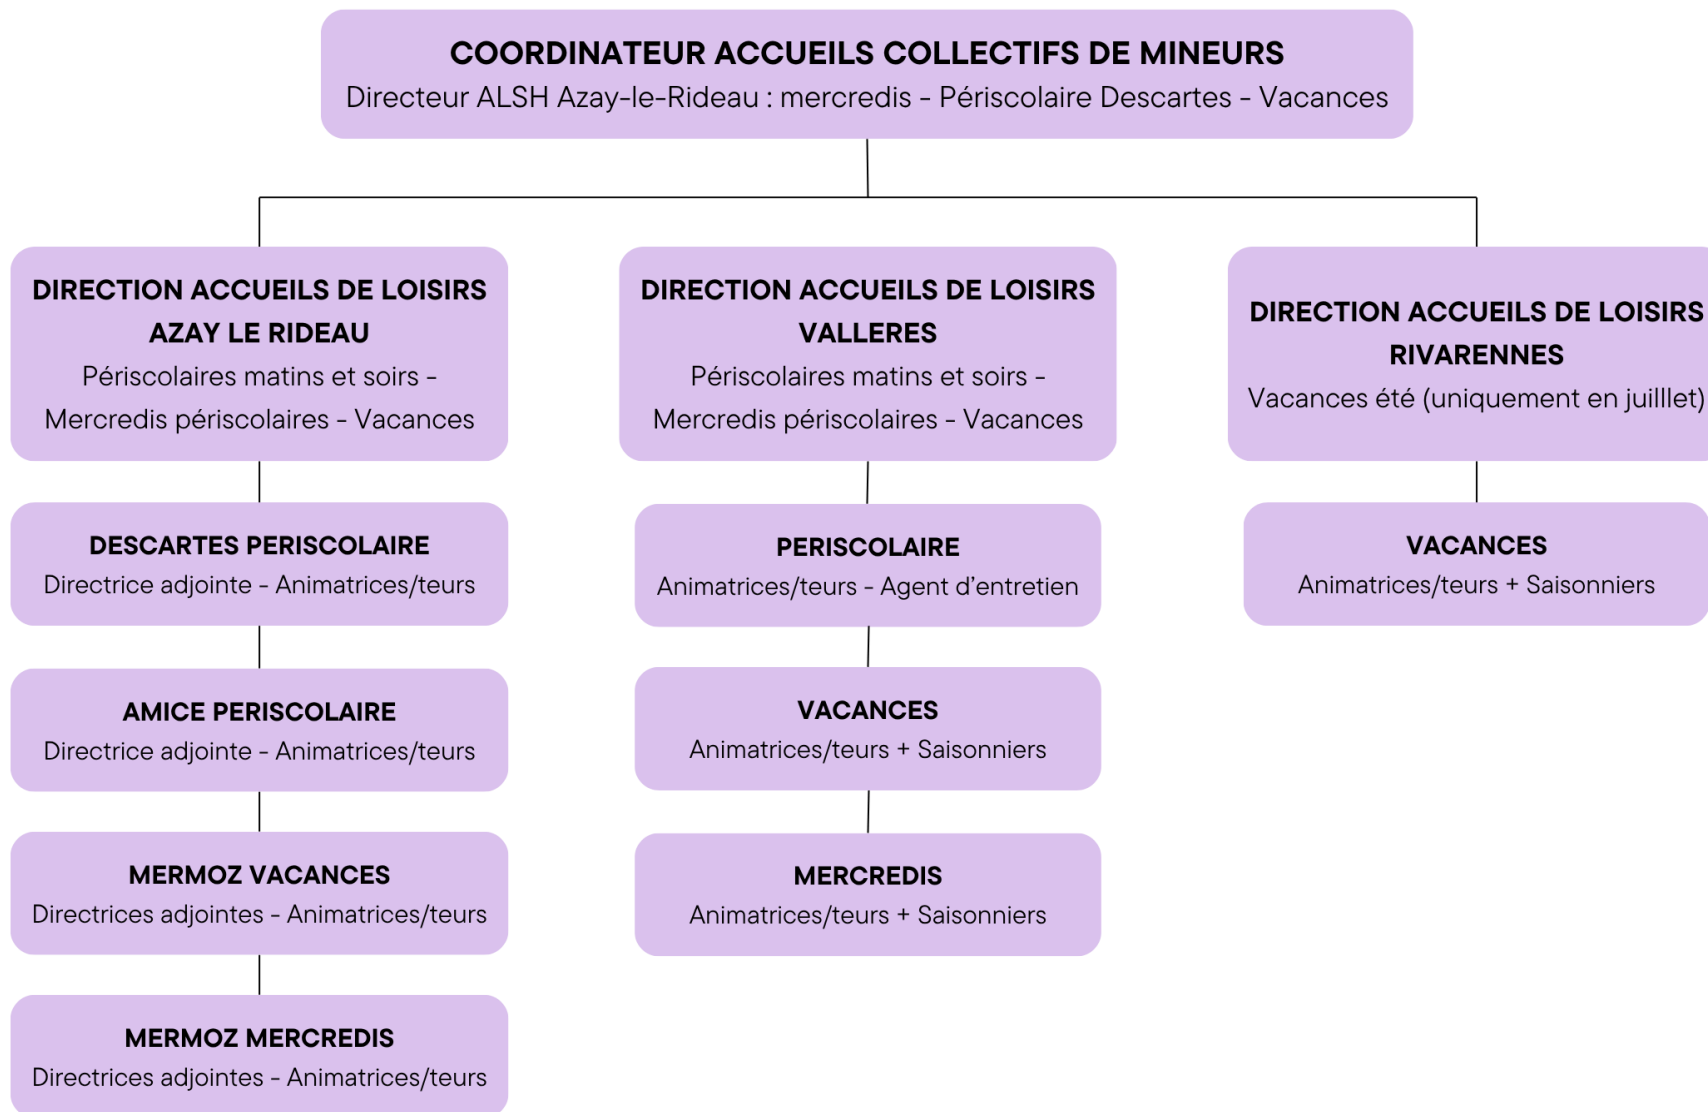 COORDINATEUR ACCUEILS COLLECTIFS DE MINEURS
Directeur ALSH Azay-le-Rideau : mercredis - Périscolaire Descartes - Vacances
DIRECTION ACCUEILS DE LOISIRS
AZAY LE RIDEAU
Périscolaires matins et soirs -
Mercredis périscolaires - Vacances
DESCARTES PERISCOLAIRE
Directrice adjointe - Animatrices/teurs
AMICE PERISCOLAIRE
Directrice adjointe - Animatrices/teurs
MERMOZ VACANCES
Directrices adjointes - Animatrices/teurs
MERMOZ MERCREDIS
Directrices adjointes - Animatrices/teurs
DIRECTION ACCUEILS DE LOISIRS
VALLERES
Périscolaires matins et soirs -
Mercredis périscolaires - Vacances
PERISCOLAIRE
Animatrices/teurs - Agent d’entretien
VACANCES
Animatrices/teurs + Saisonniers
MERCREDIS
Animatrices/teurs + Saisonniers
DIRECTION ACCUEILS DE LOISIRS
RIVARENNES
Vacances été (uniquement en juilllet)
VACANCES
Animatrices/teurs + Saisonniers